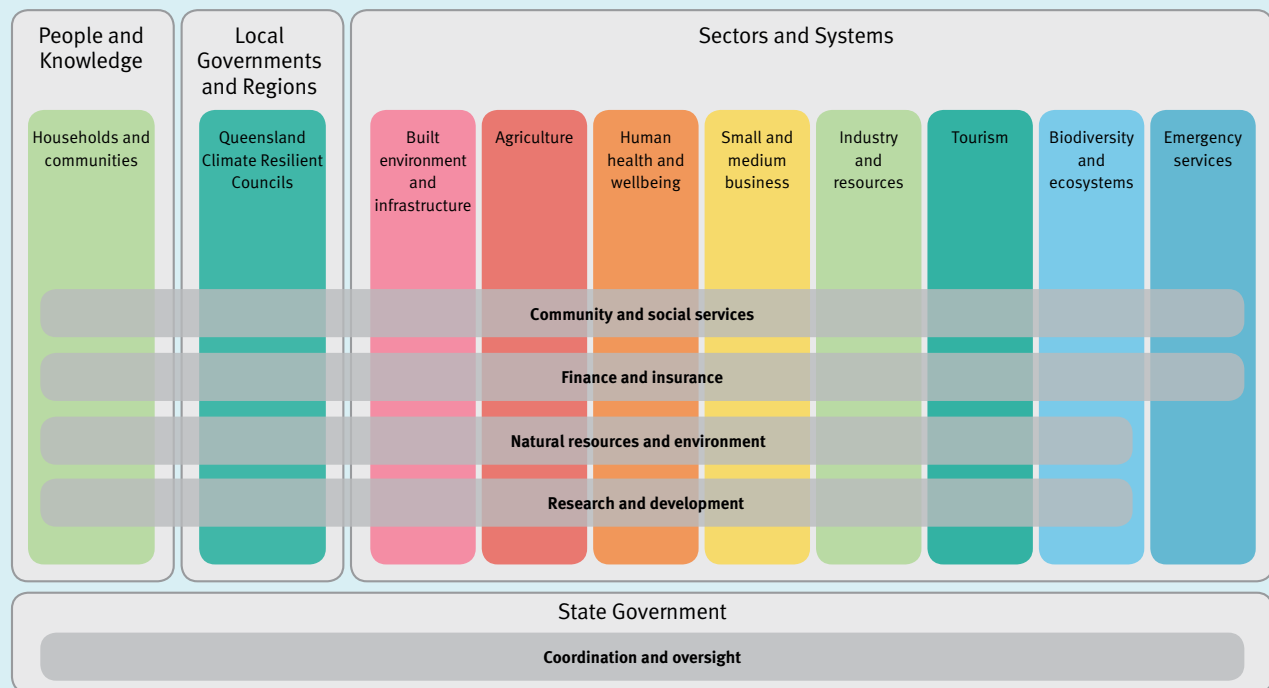 People and
Knowledge
Local
Governments
and Regions
Sectors and Systems
Households and
communities
Queensland
Climate Resilient
Councils
Built
environment
and
infrastructure
Agriculture
Human
health and
wellbeing
Small and
medium
business
Industry
and
resources
Tourism
Biodiversity
and
ecosystems
Emergency
services
Community and social services
Finance and insurance
Natural resources and environment
Research and development
State Government
Coordination and oversight